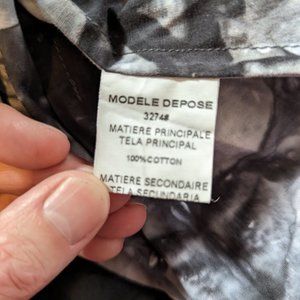 MODELE DEPOSE
3274#
MATIERE PRINCIPALE
TELA PRINCIPAL
100%COTTON
MATIERE SECONDAIRE
TELA SECUNDARIA